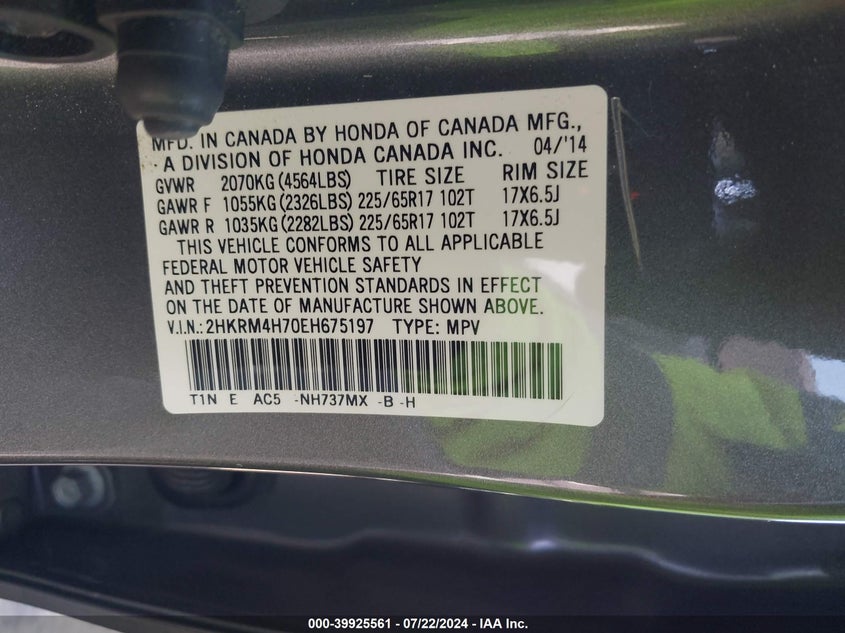 MFD. IN CANADA BY HONDA OF CANADA MFG.,
A DIVISION OF HONDA CANADA INC. 04/'14
GVWR 2070KG(4564LBS) TIRE SIZE RIM SIZE
GAWR F 1055KG(2326LBS) 225/65R17 102T 17X6.5J
GAWR R 1035KG(2282LBS) 225/65R17 102T 17X6.5J
THIS VEHICLE CONFORMS TO ALL APPLICABLE
FEDERAL MOTOR VEHICLE SAFETY
AND THEFT PREVENTION STANDARDS IN EFFECT
ON THE DATE OF MANUFACTURE SHOWN ABOVE.
V.I.N.: 2HKRM4H70EH675197 TYPE: MPV
T1N E AC5 -NH737MX -B -H
000-39925561 - 07/22/2024 - IAA Inc.